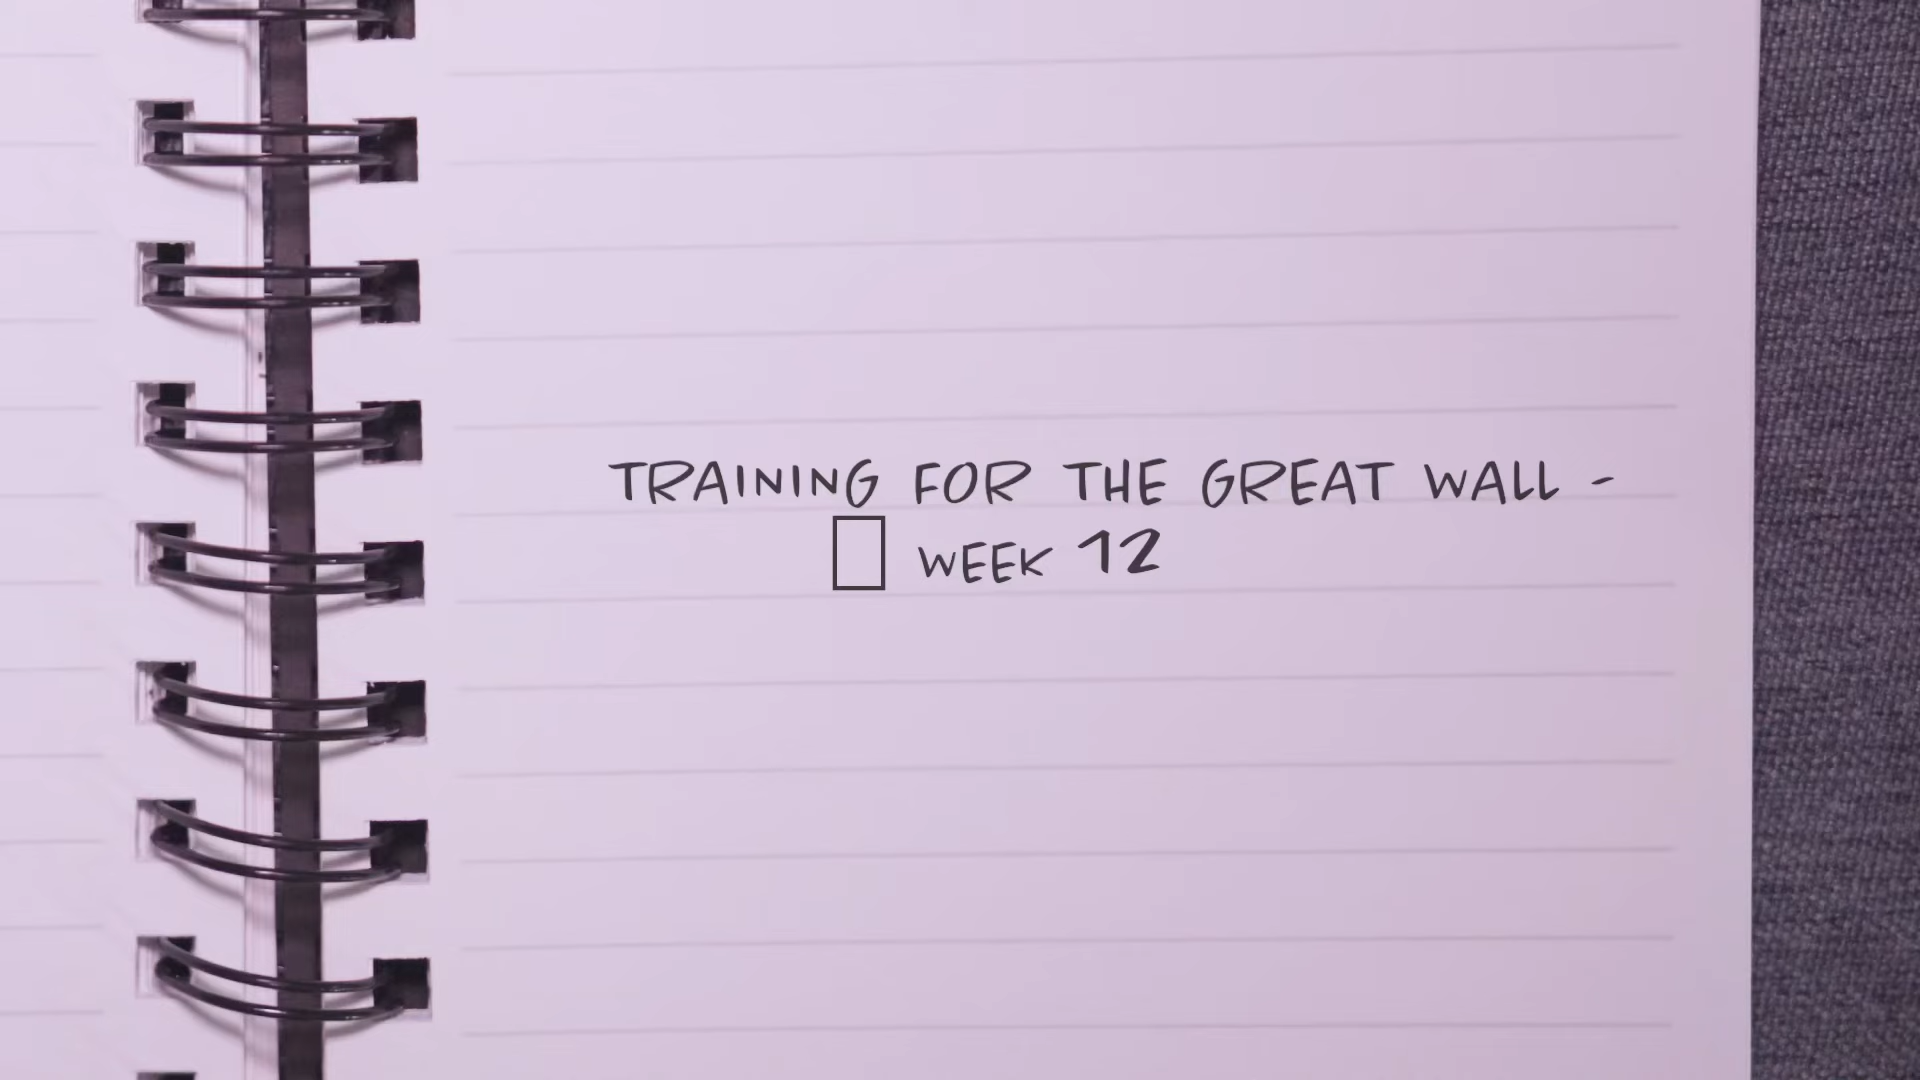 TRAINING FOR THE GREAT WALL -
□ WEEK 12